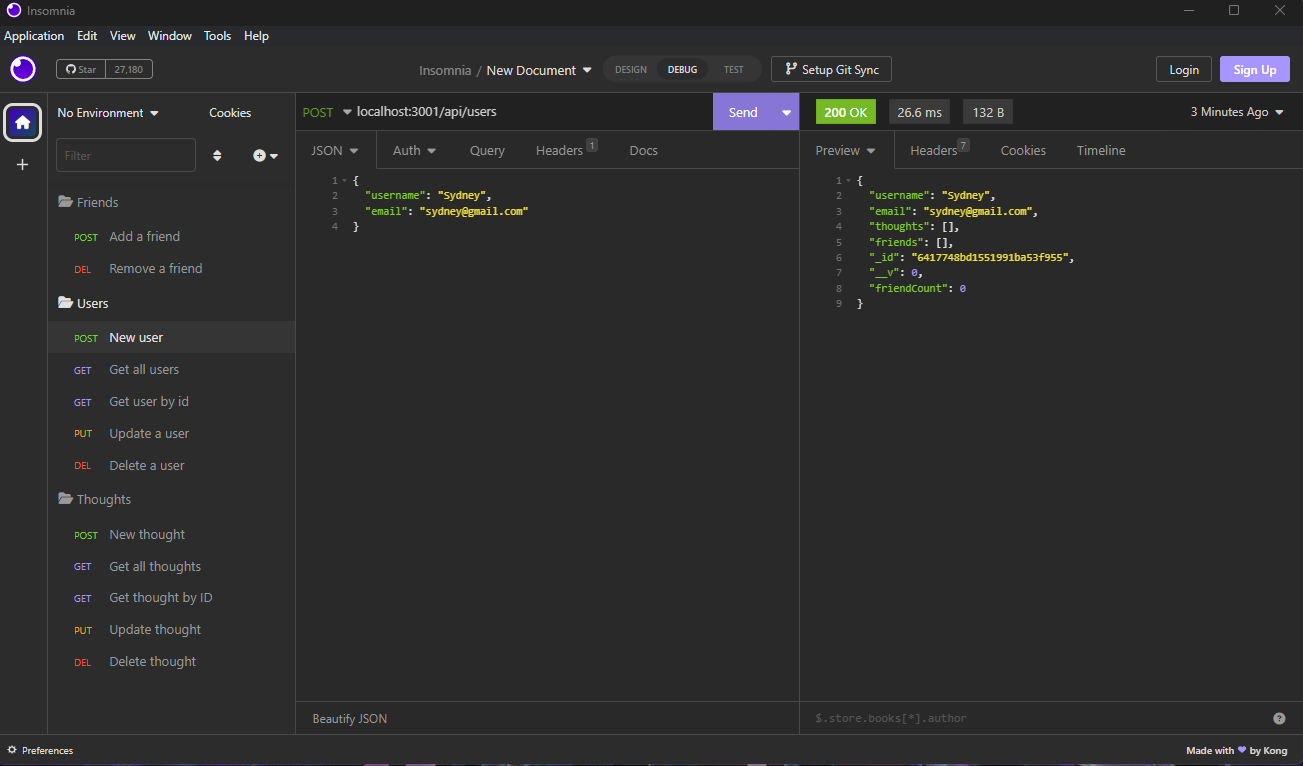 Insomnia
Application Edit View Window Tools Help
Star 27,180
Insomnia / New Document
DESIGN DEBUG TEST
Setup Git Sync
Login Sign Up
No Environment Cookies
Filter
Friends
POST Add a friend
DEL Remove a friend
Users
POST New user
GET Get all users
GET Get user by id
PUT Update a user
DEL Delete a user
Thoughts
POST New thought
GET Get all thoughts
GET Get thought by ID
PUT Update thought
DEL Delete thought
POST localhost:3001/api/users Send
JSON Auth Query Headers 1 Docs
1 {
2 "username": "Sydney",
3 "email": "sydney@gmail.com"
4 }
Beautify JSON
200 OK 26.6 ms 132 B 3 Minutes Ago
Preview Headers 7 Cookies Timeline
1 {
2 "username": "Sydney",
3 "email": "sydney@gmail.com",
4 "thoughts": [],
5 "friends": [],
6 "_id": "6417748bd1551991ba53f955",
7 "__v": 0,
8 "friendCount": 0
9 }
$.store.books[*].author ?
Preferences
Made with by Kong